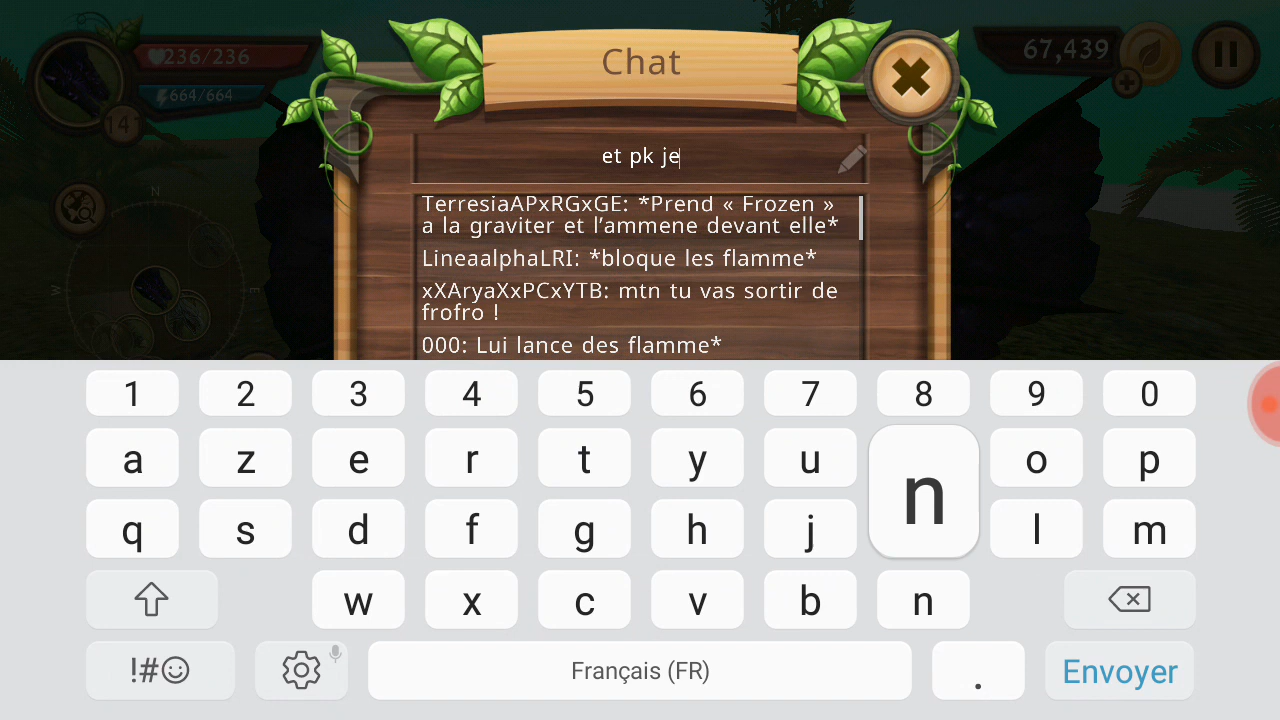 236/236
664/664
14
67,439
Chat
et pk je
TerresiaAPxRGxGE: *Prend « Frozen »
a la graviter et l’ammene devant elle*
LineaalphaLRI: *bloque les flamme*
xXAryaXxPCxYTB: mtn tu vas sortir de
frofro !
000: Lui lance des flamme*
N
W
E
1 2 3 4 5 6 7 8 9 0
a z e r t y u o p
n
q s d f g h j l m
w x c v b n
!#☺ Français (FR) . Envoyer